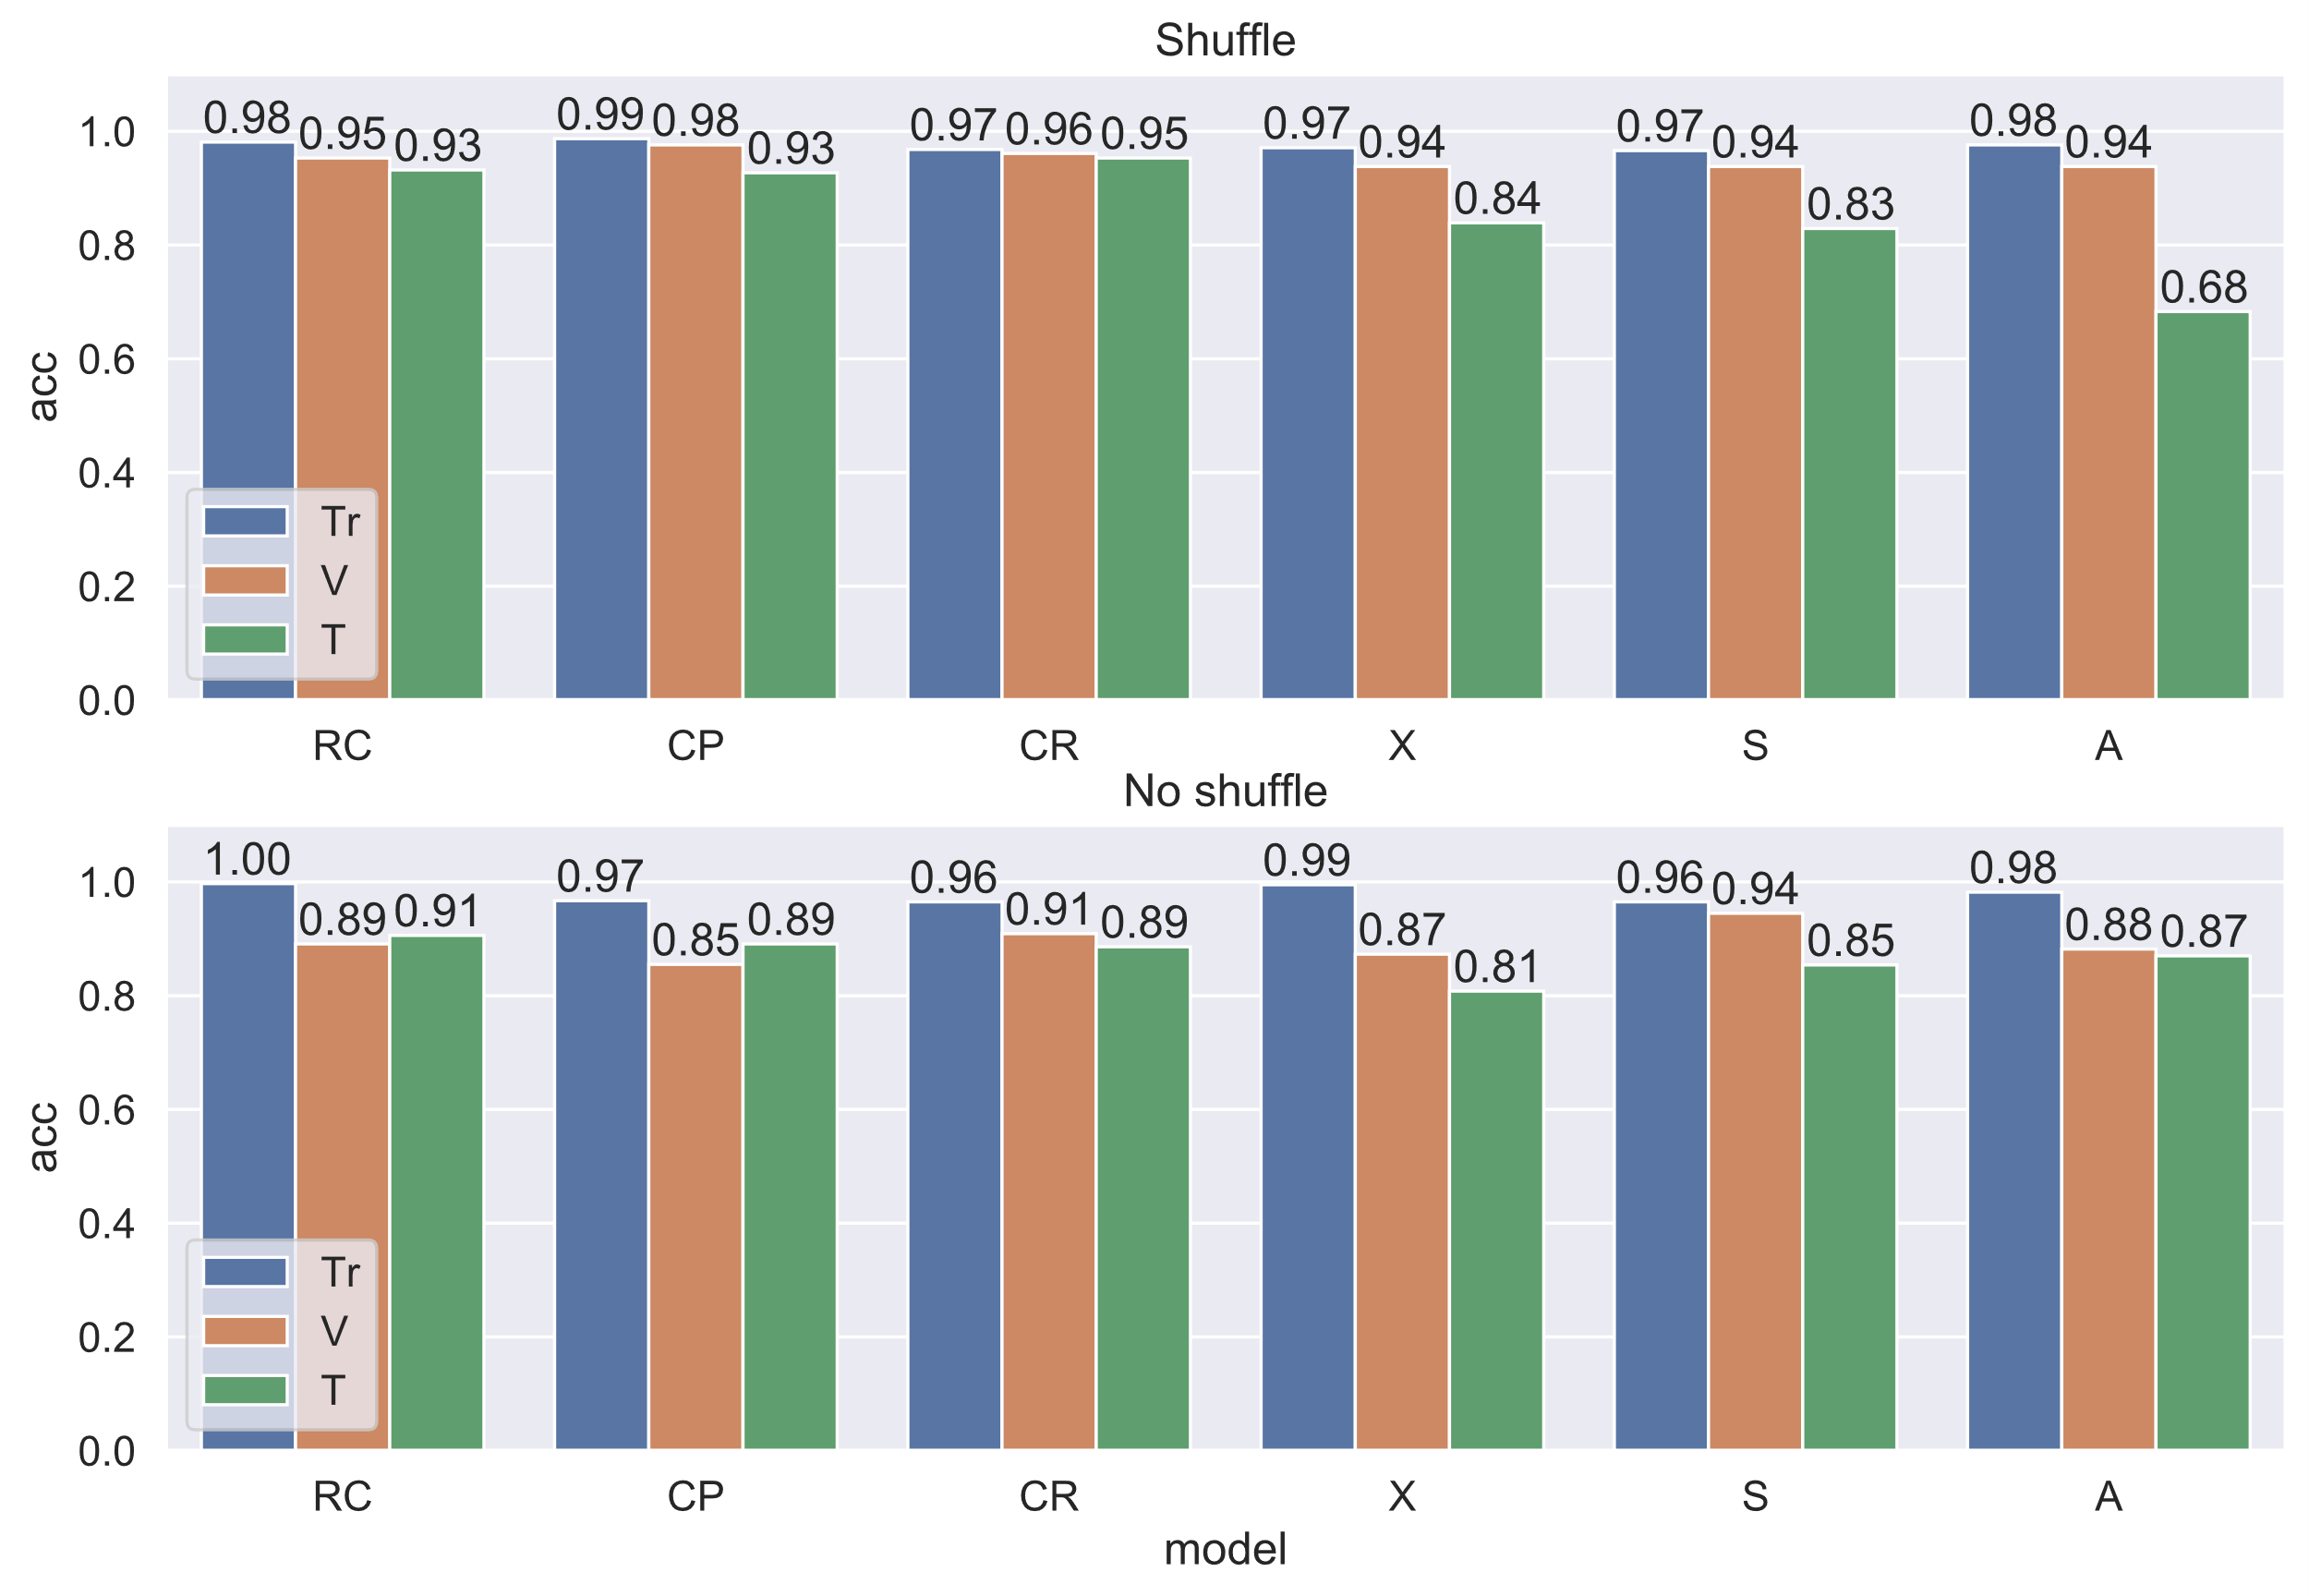 Shuffle
0.98 0.95 0.93 0.99 0.98 0.93 0.97 0.96 0.95 0.97 0.94 0.84 0.97 0.94 0.83 0.98 0.94 0.68
1.0
0.8
0.6
0.4
0.2
0.0
acc
Tr
V
T
RC CP CR X S A
No shuffle
1.00 0.89 0.91 0.97 0.85 0.89 0.96 0.91 0.89 0.99 0.87 0.81 0.96 0.94 0.85 0.98 0.88 0.87
1.0
0.8
0.6
0.4
0.2
0.0
acc
Tr
V
T
RC CP CR X S A
model